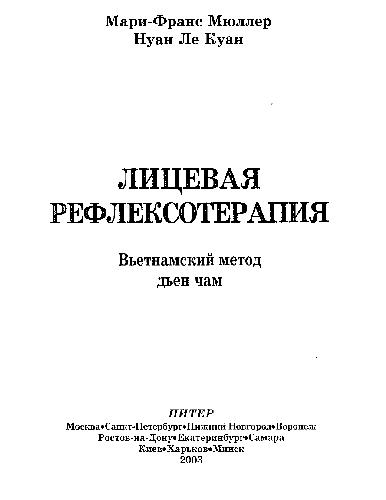 Мари-Франс Мюллер
Нуан Ле Куан
ЛИЦЕВАЯ
РЕФЛЕКСОТЕРАПИЯ
Вьетнамский метод
дьен чам
ПИТЕР
Москва•Санкт-Петербург•Нижний Новгород•Воронеж
Ростов-на-Дону•Екатеринбург•Самара
Киев•Харьков•Минск
2003